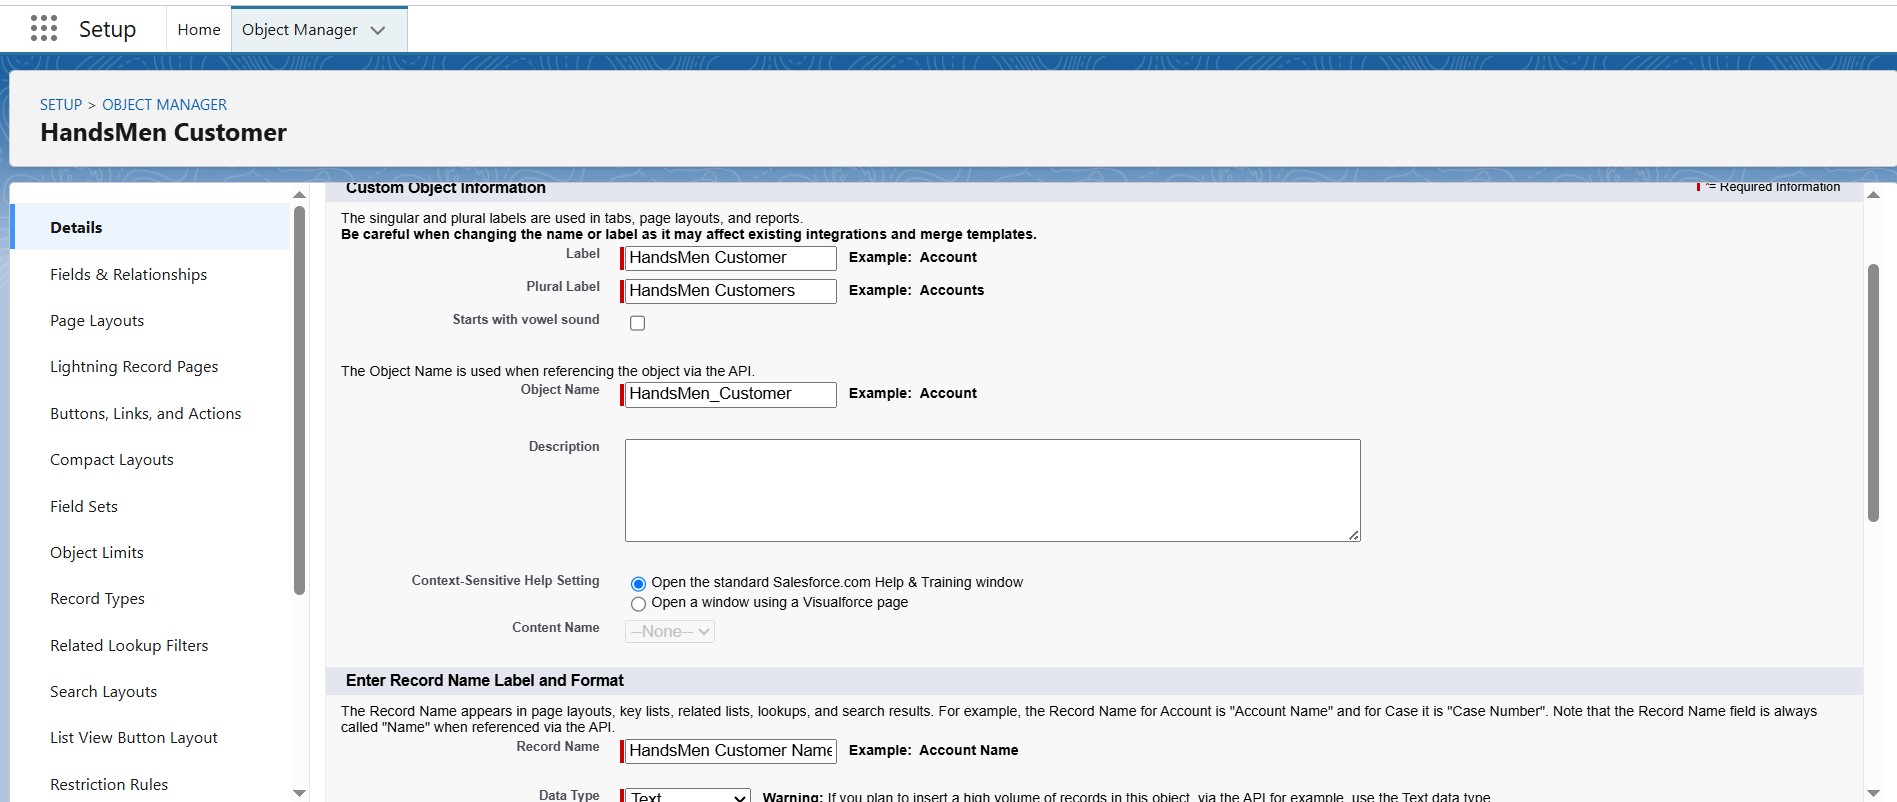 Setup Home Object Manager
SETUP > OBJECT MANAGER
HandsMen Customer
Details
Fields & Relationships
Page Layouts
Lightning Record Pages
Buttons, Links, and Actions
Compact Layouts
Field Sets
Object Limits
Record Types
Related Lookup Filters
Search Layouts
List View Button Layout
Restriction Rules
Custom Object Information
= Required Information
The singular and plural labels are used in tabs, page layouts, and reports.
Be careful when changing the name or label as it may affect existing integrations and merge templates.
Label HandsMen Customer Example: Account
Plural Label HandsMen Customers Example: Accounts
Starts with vowel sound
The Object Name is used when referencing the object via the API.
Object Name HandsMen_Customer Example: Account
Description
Context-Sensitive Help Setting Open the standard Salesforce.com Help & Training window
Open a window using a Visualforce page
Content Name --None--
Enter Record Name Label and Format
The Record Name appears in page layouts, key lists, related lists, lookups, and search results. For example, the Record Name for Account is "Account Name" and for Case it is "Case Number". Note that the Record Name field is always
called "Name" when referenced via the API.
Record Name HandsMen Customer Name Example: Account Name
Data Type Text Warning: If you plan to insert a high volume of records in this object, via the API for example, use the Text data type.